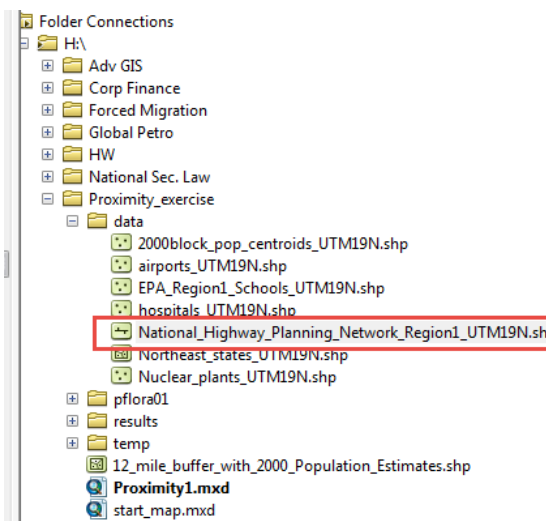 Folder Connections
H:\
Adv GIS
Corp Finance
Forced Migration
Global Petro
HW
National Sec. Law
Proximity_exercise
data
2000block_pop_centroids_UTM19N.shp
airports_UTM19N.shp
EPA_Region1_Schools_UTM19N.shp
hospitals_UTM19N.shp
National_Highway_Planning_Network_Region1_UTM19N.sh
Northeast_states_UTM19N.shp
Nuclear_plants_UTM19N.shp
pflora01
results
temp
12_mile_buffer_with_2000_Population_Estimates.shp
Proximity1.mxd
start_map.mxd